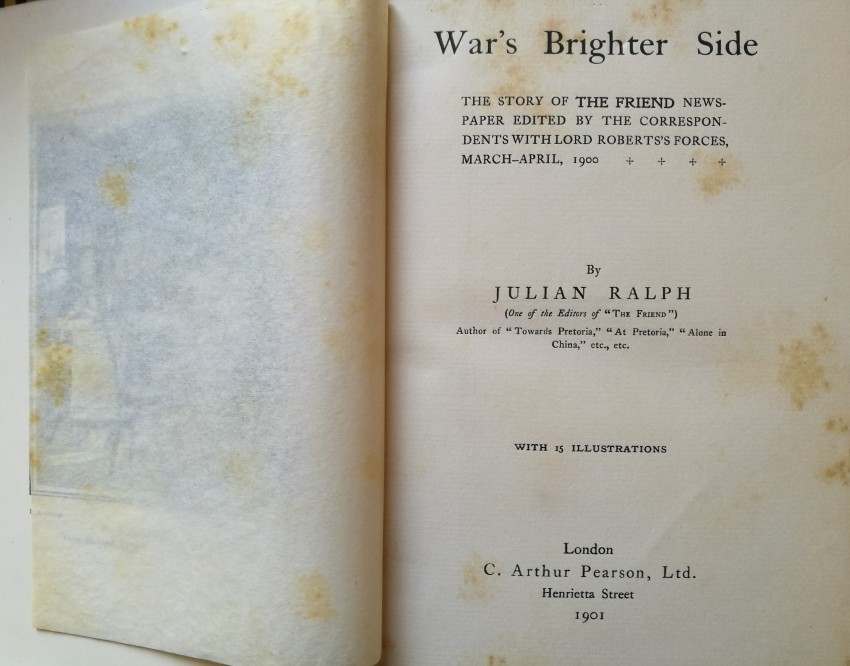 War's Brighter Side
THE STORY OF THE FRIEND NEWS-
PAPER EDITED BY THE CORRESPON-
DENTS WITH LORD ROBERTS'S FORCES,
MARCH–APRIL, 1900 ÷ ÷ ÷ ÷
By
JULIAN RALPH
(One of the Editors of "THE FRIEND")
Author of "Towards Pretoria," "At Pretoria," "Alone in
China," etc., etc.
WITH 15 ILLUSTRATIONS
London
C. Arthur Pearson, Ltd.
Henrietta Street
1901